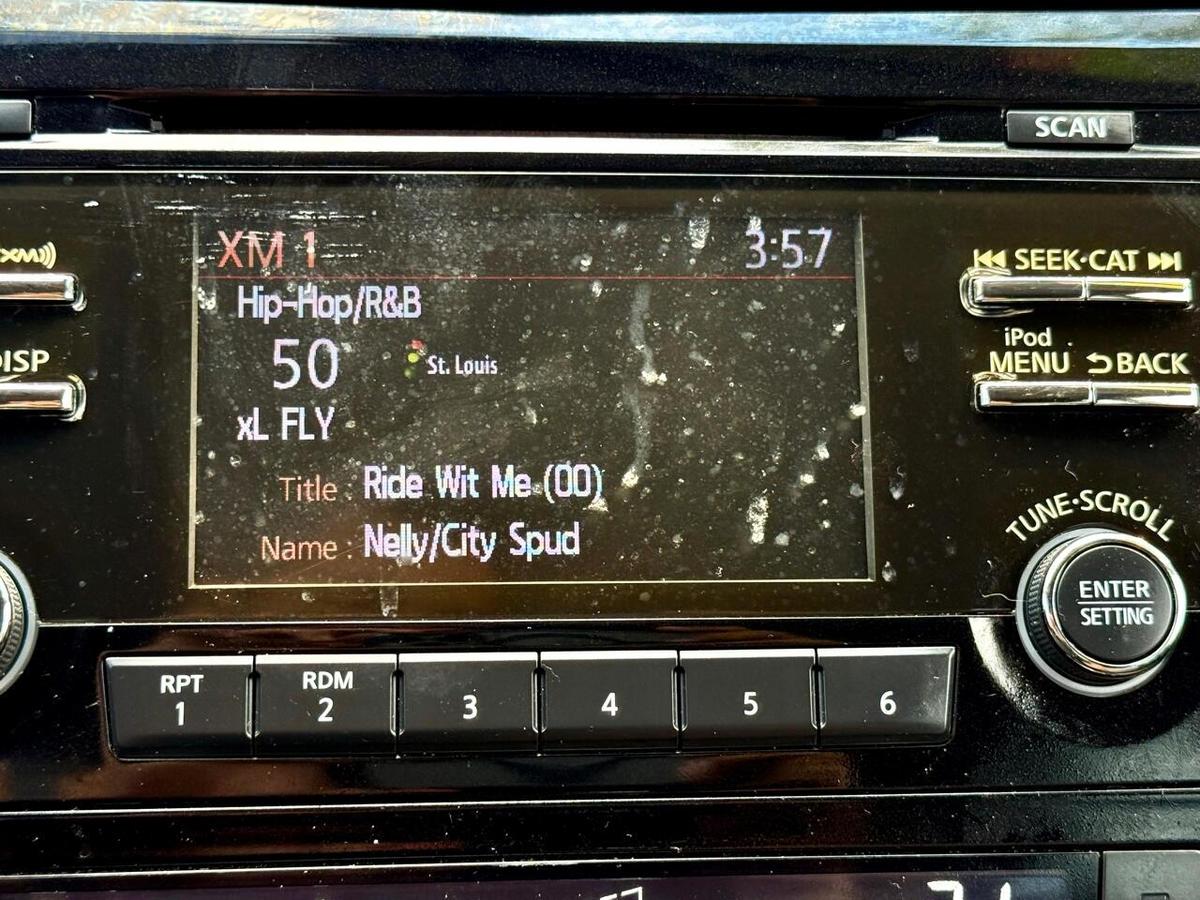 SCAN
XM 1 3:57
XM
SEEK·CAT
Hip-Hop/R&B
50 St. Louis
DISP
iPod
MENU BACK
xL FLY
Title : Ride Wit Me (00)
Name : Nelly/City Spud
TUNE·SCROLL
ENTER
SETTING
RPT
1
RDM
2
3
4
5
6